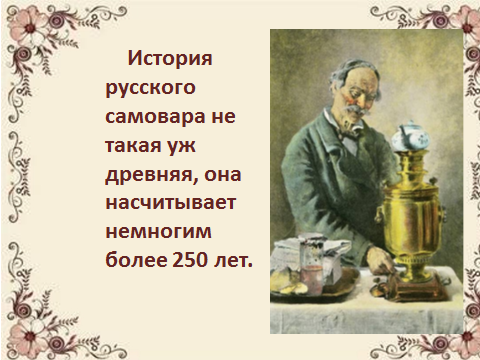 История
русского
самовара не
такая уж
древняя, она
насчитывает
немногим
более 250 лет.